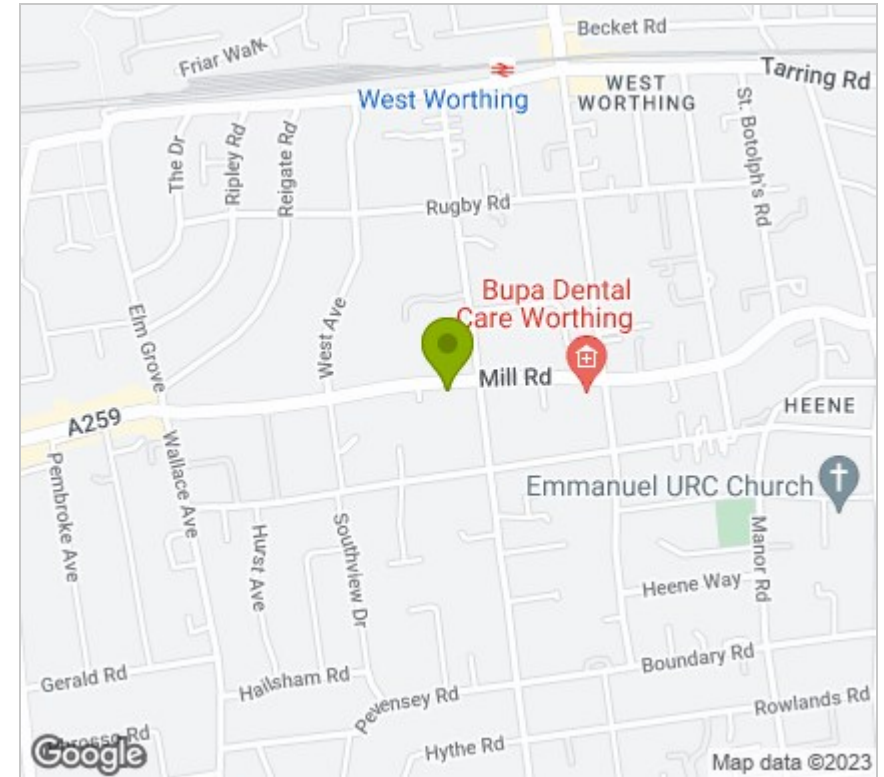 Becket Rd
Friar Walk
Tarring Rd
West Worthing
WEST
WORTHING
St. Botolph's Rd
The Dr
Ripley Rd
Reigate Rd
Rugby Rd
Bupa Dental
Care Worthing
Elm Grove
West Ave
Mill Rd
HEENE
A259
Wallace Ave
Pembroke Ave
Emmanuel URC Church
Hurst Ave
Southview Dr
Manor Rd
Heene Way
Boundary Rd
Gerald Rd
Hailsham Rd
Pevensey Rd
Rowlands Rd
Rd
Hythe Rd
Google
Map data ©2023